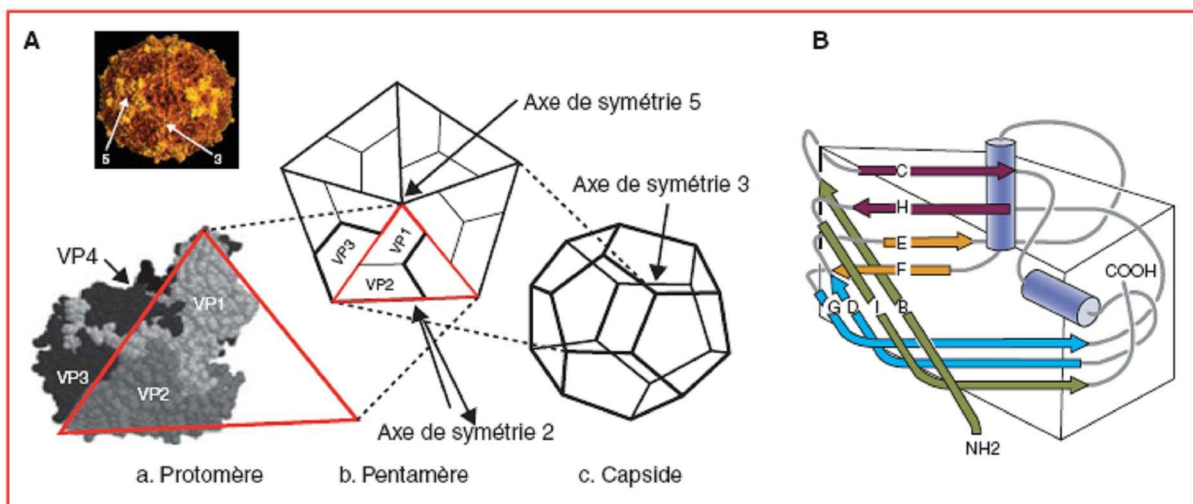 A
5
3
Axe de symétrie 5
Axe de symétrie 3
VP4
VP1
VP3
VP2
VP3
VP1
VP2
Axe de symétrie 2
a. Protomère
b. Pentamère
c. Capside
B
C
H
E
F
G
D
I
B
COOH
NH2